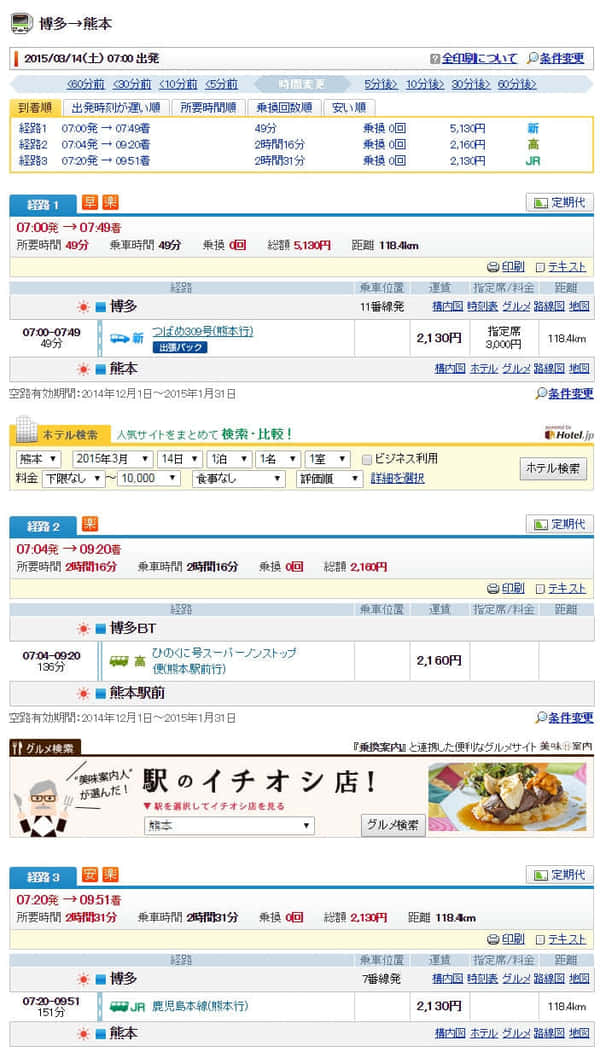 博多→熊本
2015/03/14(土) 07:00 出発 ?全印刷について 条件変更
<60分前 <30分前 <10分前 <5分前 時間変更 5分後> 10分後> 30分後> 60分後>
到着順 出発時刻が遅い順 所要時間順 乗換回数順 安い順
経路1 07:00発 → 07:49着 49分 乗換 0回 5,130円 新
経路2 07:04発 → 09:20着 2時間16分 乗換 0回 2,160円 高
経路3 07:20発 → 09:51着 2時間31分 乗換 0回 2,130円 JR
経路 1 早 楽 定期代
07:00発 → 07:49着
所要時間 49分 乗車時間 49分 乗換 0回 総額 5,130円 距離 118.4km
印刷 テキスト
経路 乗車位置 運賃 指定席/料金 距離
博多 11番線発 構内図 時刻表 グルメ 路線図 地図
07:00-07:49 49分 新 つばめ309号(熊本行) 出張パック 2,130円 指定席 3,000円 118.4km
熊本 構内図 ホテル グルメ 路線図 地図
空路有効期間：2014年12月1日～2015年1月31日 条件変更
ホテル検索 人気サイトをまとめて 検索・比較！ powered by Hotel.jp
熊本 ▼ 2015年3月 ▼ 14日 ▼ 1泊 ▼ 1名 ▼ 1室 ▼ ビジネス利用
料金 下限なし ▼ ～ 10,000 ▼ 食事なし ▼ 評価順 ▼ 詳細を選択 ホテル検索
経路 2 楽 定期代
07:04発 → 09:20着
所要時間 2時間16分 乗車時間 2時間16分 乗換 0回 総額 2,160円
印刷 テキスト
経路 乗車位置 運賃 指定席/料金 距離
博多BT
07:04-09:20 136分 高 ひのくに号スーパーノンストップ便(熊本駅前行) 2,160円
熊本駅前
空路有効期間：2014年12月1日～2015年1月31日 条件変更
グルメ検索 『乗換案内』と連携した便利なグルメサイト 美味案内
"美味案内人"が選んだ！
駅のイチオシ店！
▼駅を選択してイチオシ店を見る
熊本 ▼ グルメ検索
経路 3 安 楽 定期代
07:20発 → 09:51着
所要時間 2時間31分 乗車時間 2時間31分 乗換 0回 総額 2,130円 距離 118.4km
印刷 テキスト
経路 乗車位置 運賃 指定席/料金 距離
博多 7番線発 構内図 時刻表 グルメ 路線図 地図
07:20-09:51 151分 JR 鹿児島本線(熊本行) 2,130円 118.4km
熊本 構内図 ホテル グルメ 路線図 地図